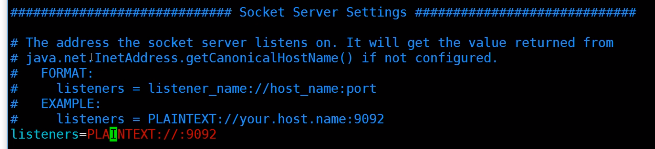 ############################# Socket Server Settings #############################
# The address the socket server listens on. It will get the value returned from
# java.net.InetAddress.getCanonicalHostName() if not configured.
#   FORMAT:
#     listeners = listener_name://host_name:port
#   EXAMPLE:
#     listeners = PLAINTEXT://your.host.name:9092
listeners=PLAINTEXT://:9092